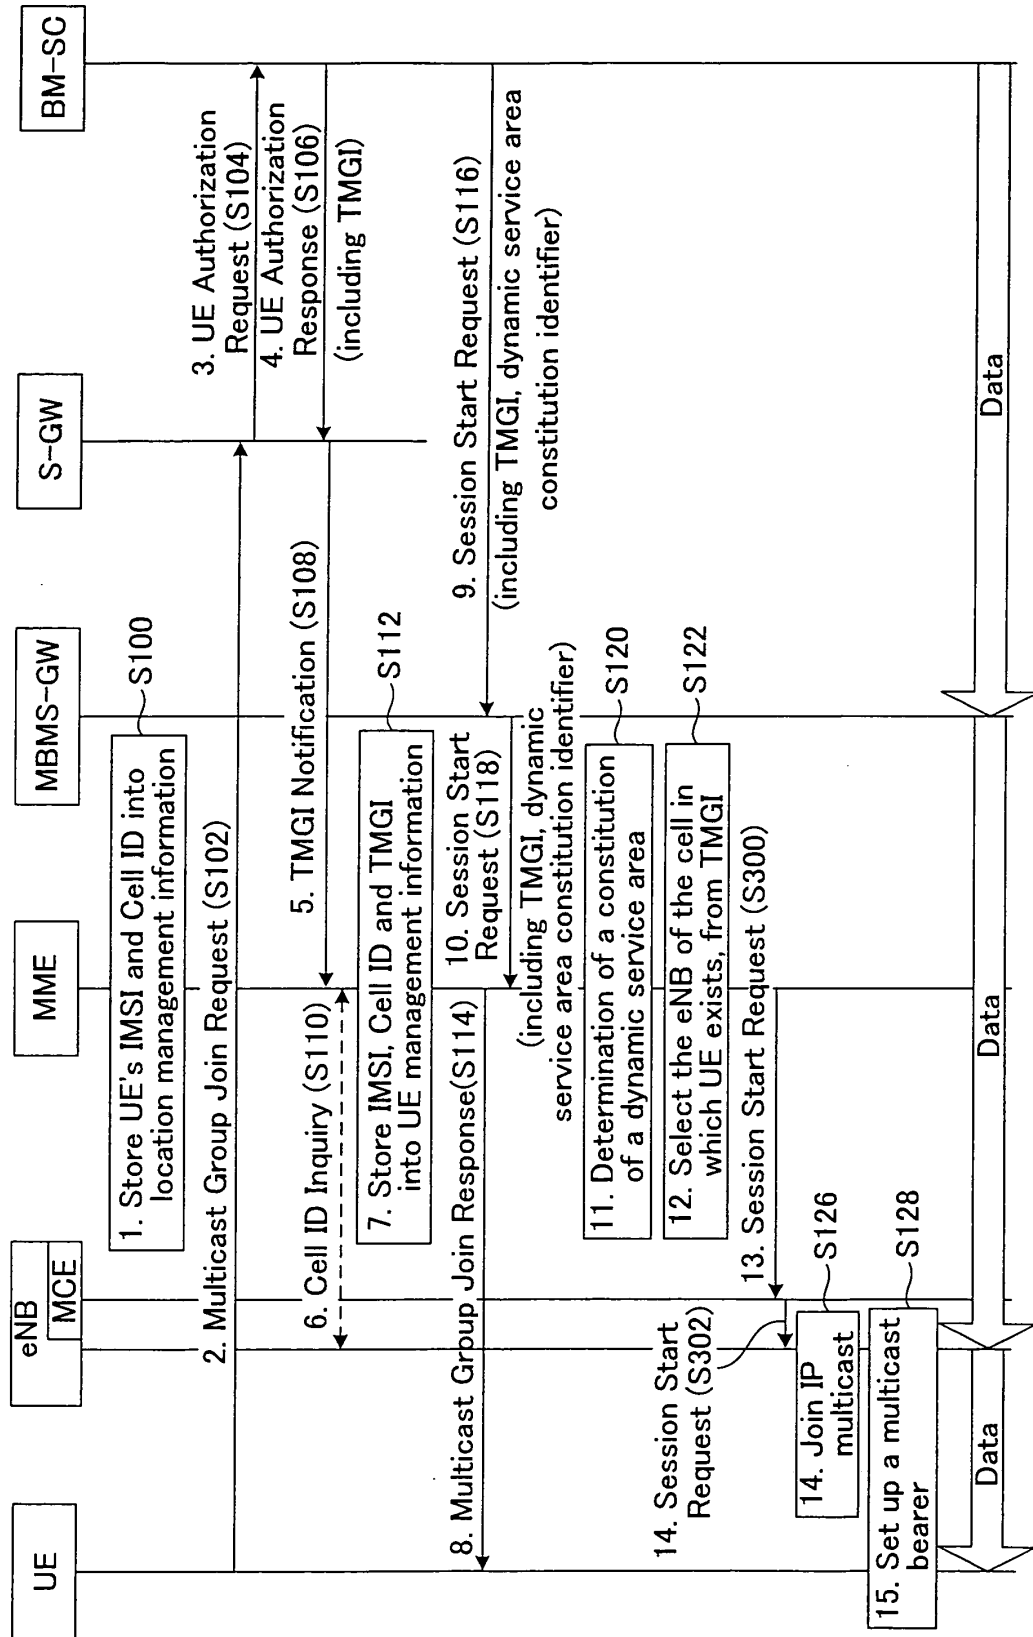 UE
eNB
MCE
MME
MBMS-GW
S-GW
BM-SC
1. Store UE's IMSI and Cell ID into
location management information
S100
2. Multicast Group Join Request (S102)
3. UE Authorization
Request (S104)
4. UE Authorization
Response (S106)
(including TMGI)
5. TMGI Notification (S108)
6. Cell ID Inquiry (S110)
7. Store IMSI, Cell ID and TMGI
into UE management information
S112
8. Multicast Group Join Response(S114)
9. Session Start Request (S116)
(including TMGI, dynamic service area
constitution identifier)
10. Session Start
Request (S118)
(including TMGI, dynamic
service area constitution identifier)
11. Determination of a constitution
of a dynamic service area
S120
12. Select the eNB of the cell in
which UE exists, from TMGI
S122
13. Session Start Request (S300)
14. Session Start
Request (S302)
14. Join IP
multicast
S126
15. Set up a multicast
bearer
S128
Data
Data
Data